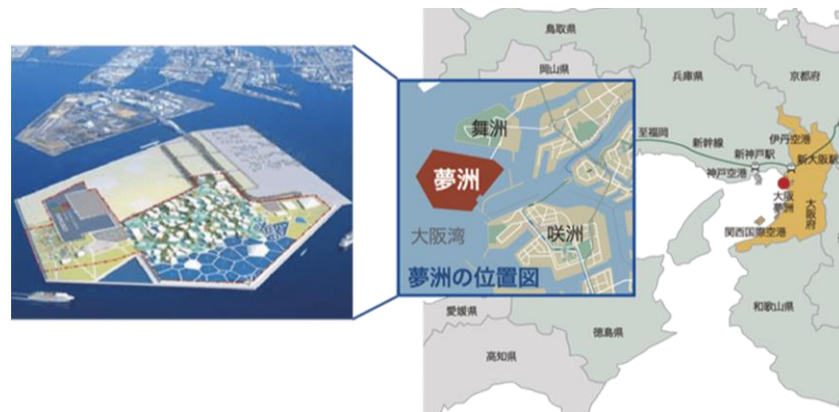 鳥取県
岡山県
兵庫県
京都府
舞洲
夢洲
大阪湾
咲洲
夢洲の位置図
至福岡
新幹線
新神戸駅
伊丹空港
新大阪駅
神戸空港
大阪
夢洲
大阪府
関西国際空港
和歌山県
愛媛県
徳島県
高知県